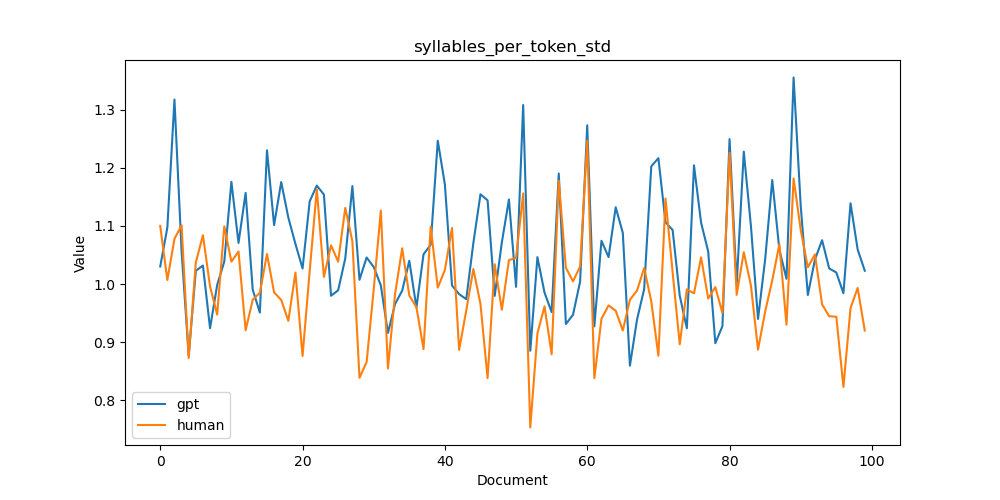 syllables_per_token_std
Value
1.3
1.2
1.1
1.0
0.9
0.8
gpt
human
0
20
40
60
80
100
Document